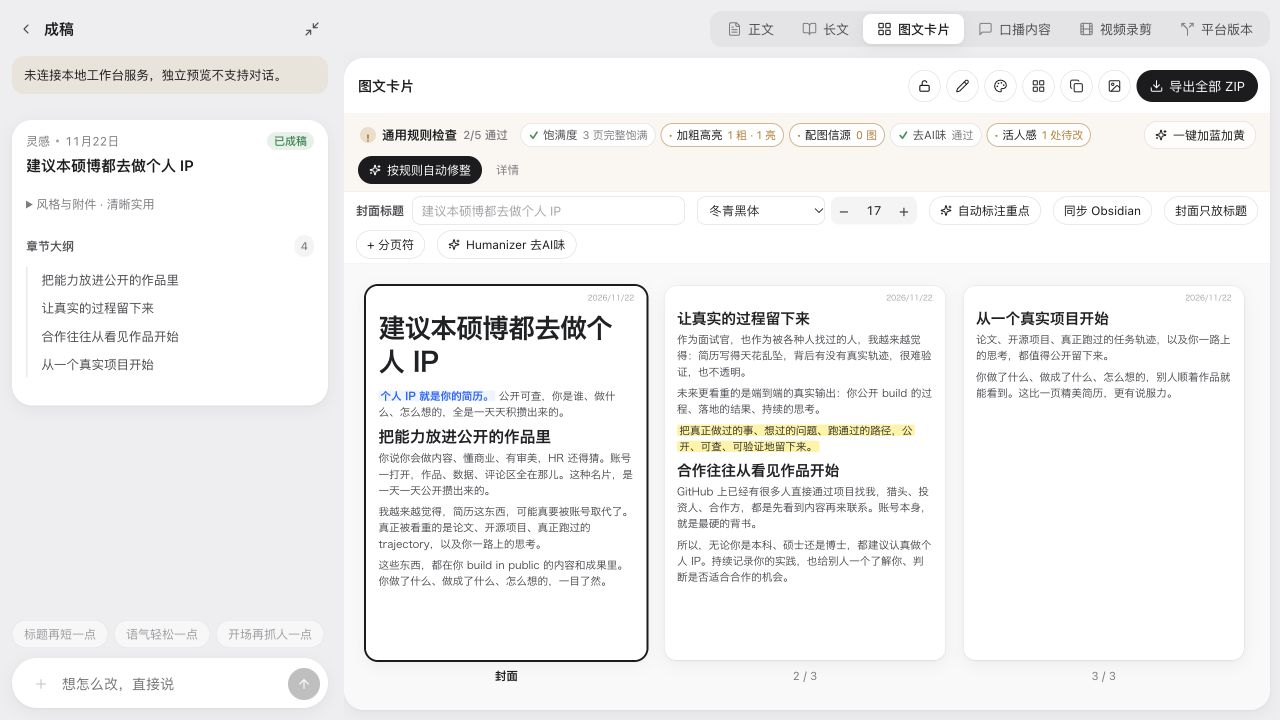 成稿
正文
长文
图文卡片
口播内容
视频录剪
平台版本
未连接本地工作台服务，独立预览不支持对话。
灵感 • 11月22日
已成稿
建议本硕博都去做个人 IP
风格与附件 · 清晰实用
章节大纲
4
把能力放进公开的作品里
让真实的过程留下来
合作往往从看见作品开始
从一个真实项目开始
标题再短一点
语气轻松一点
开场再抓人一点
想怎么改，直接说
图文卡片
导出全部 ZIP
通用规则检查 2/5 通过
饱满度 3 页完整饱满
加粗高亮 1 粗 · 1 亮
配图信源 0 图
去AI味 通过
活人感 1 处待改
一键加蓝加黄
按规则自动修整
详情
封面标题
建议本硕博都去做个人 IP
冬青黑体
− 17 +
自动标注重点
同步 Obsidian
封面只放标题
+ 分页符
Humanizer 去AI味
2026/11/22
建议本硕博都去做个
人 IP
个人 IP 就是你的简历。 公开可查，你是谁、做什
么、怎么想的，全是一天天积攒出来的。
把能力放进公开的作品里
你说你会做内容、懂商业、有审美，HR 还得猜。账号
一打开，作品、数据、评论区全在那儿。这种名片，是
一天一天公开攒出来的。
我越来越觉得，简历这东西，可能真要被账号取代了。
真正被看重的是论文、开源项目、真正跑过的
trajectory，以及你一路上的思考。
这些东西，都在你 build in public 的内容和成果里。
你做了什么、做成了什么、怎么想的，一目了然。
封面
2026/11/22
让真实的过程留下来
作为面试官，也作为被各种人找过的人，我越来越觉
得：简历写得天花乱坠，背后有没有真实轨迹，很难验
证，也不透明。
未来更看重的是端到端的真实输出：你公开 build 的过
程、落地的结果、持续的思考。
把真正做过的事、想过的问题、跑通过的路径，公
开、可查、可验证地留下来。
合作往往从看见作品开始
GitHub 上已经有很多人直接通过项目找我，猎头、投
资人、合作方，都是先看到内容再来联系。账号本身，
就是最硬的背书。
所以，无论你是本科、硕士还是博士，都建议认真做个
人 IP。持续记录你的实践，也给别人一个了解你、判
断是否适合合作的机会。
2 / 3
2026/11/22
从一个真实项目开始
论文、开源项目、真正跑过的任务轨迹，以及你一路上
的思考，都值得公开留下来。
你做了什么、做成了什么、怎么想的，别人顺着作品就
能看到。这比一页精美简历，更有说服力。
3 / 3